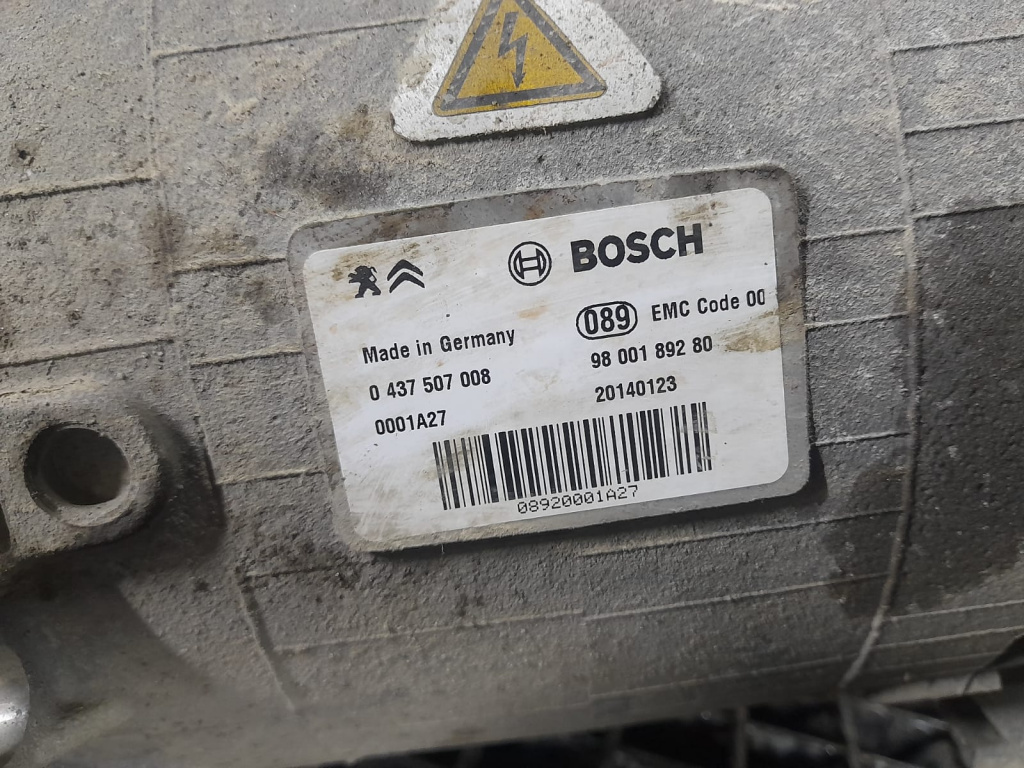 BOSCH
089 EMC Code 00
Made in Germany
98 001 892 80
0 437 507 008
20140123
0001A27
08920001A27